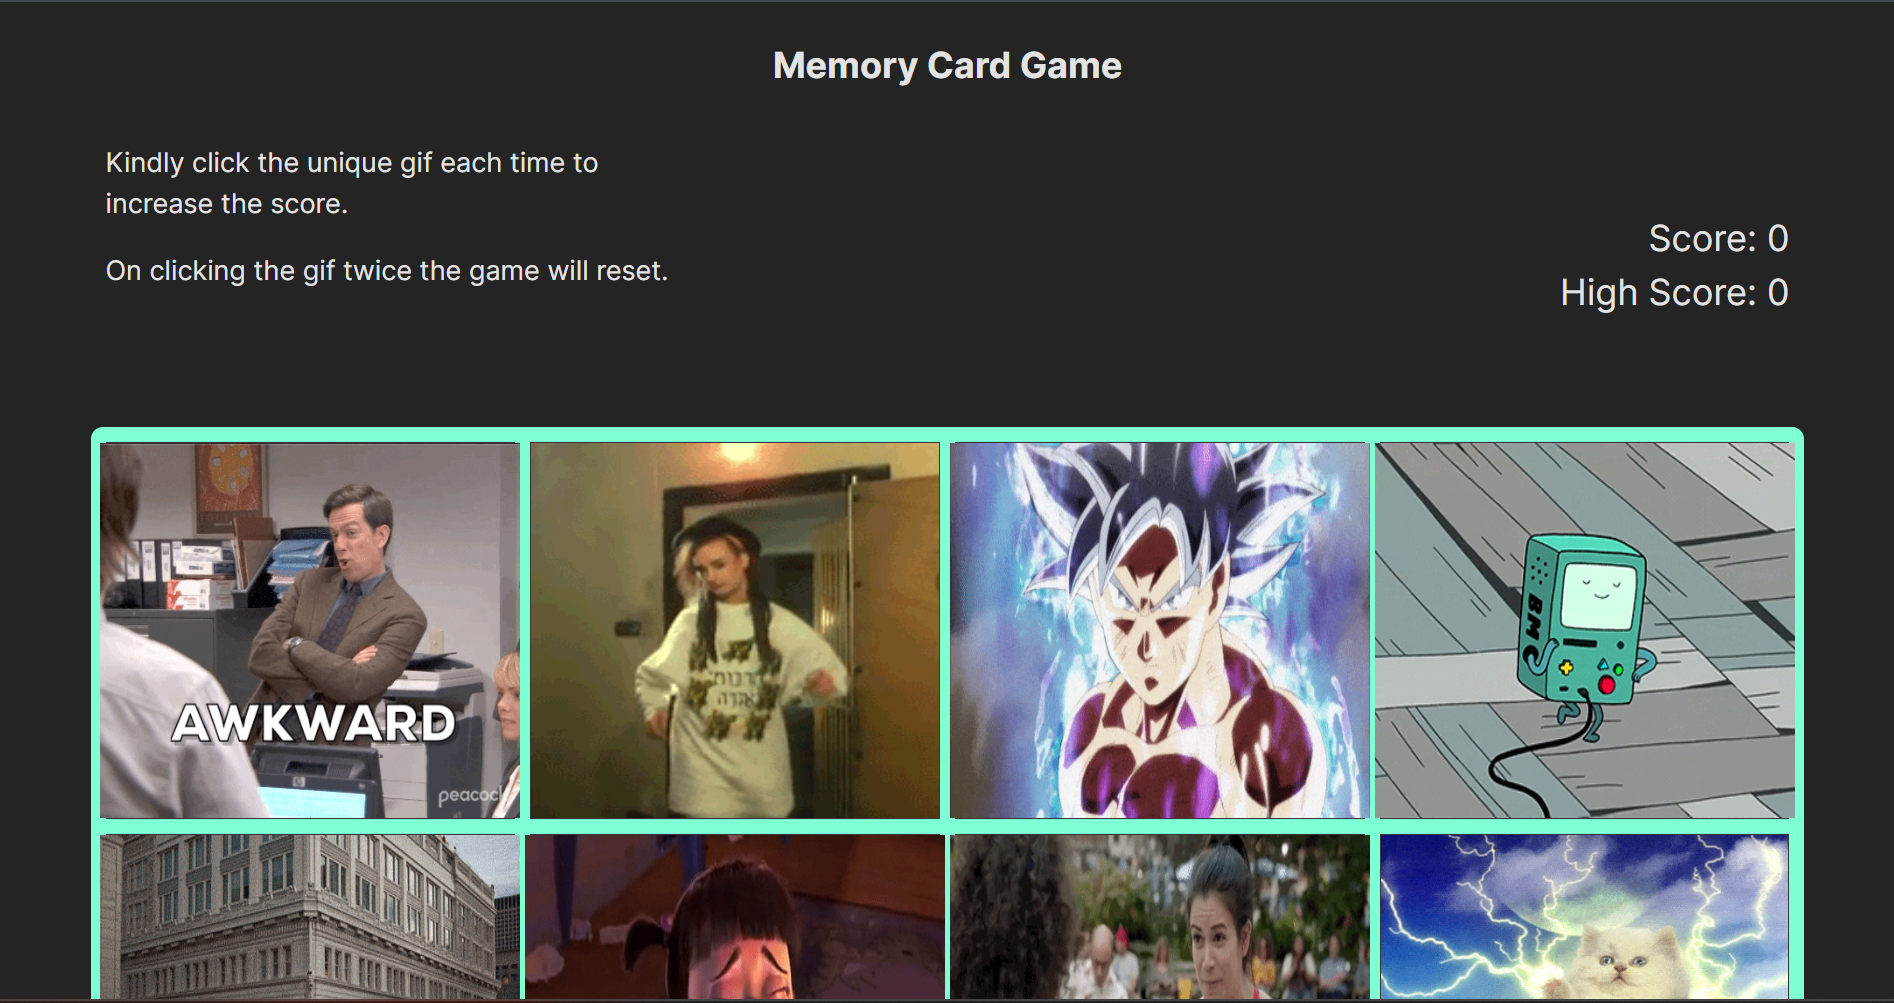 Memory Card Game
Kindly click the unique gif each time to
increase the score.
On clicking the gif twice the game will reset.
Score: 0
High Score: 0
AWKWARD
peacock
BMO